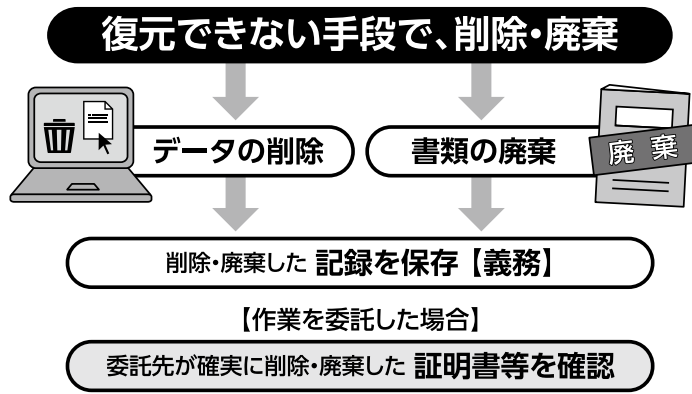 復元できない手段で、削除・廃棄
データの削除
書類の廃棄
廃棄
削除・廃棄した 記録を保存【義務】
【作業を委託した場合】
委託先が確実に削除・廃棄した 証明書等を確認